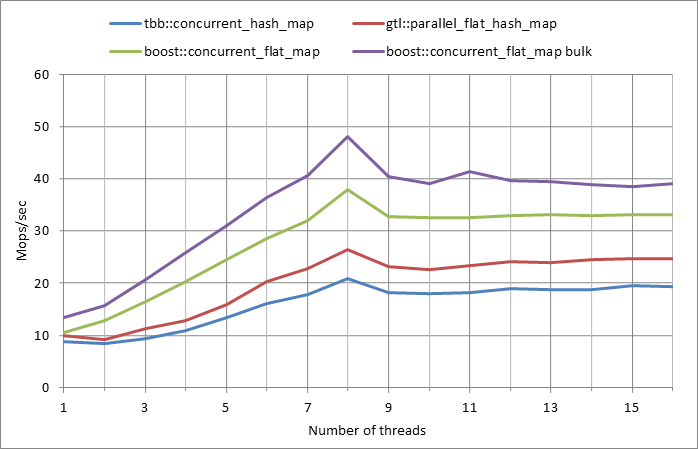 tbb::concurrent_hash_map gtl::parallel_flat_hash_map
boost::concurrent_flat_map boost::concurrent_flat_map bulk
60
50
40
30
20
10
0
Mops/sec
1 3 5 7 9 11 13 15
Number of threads